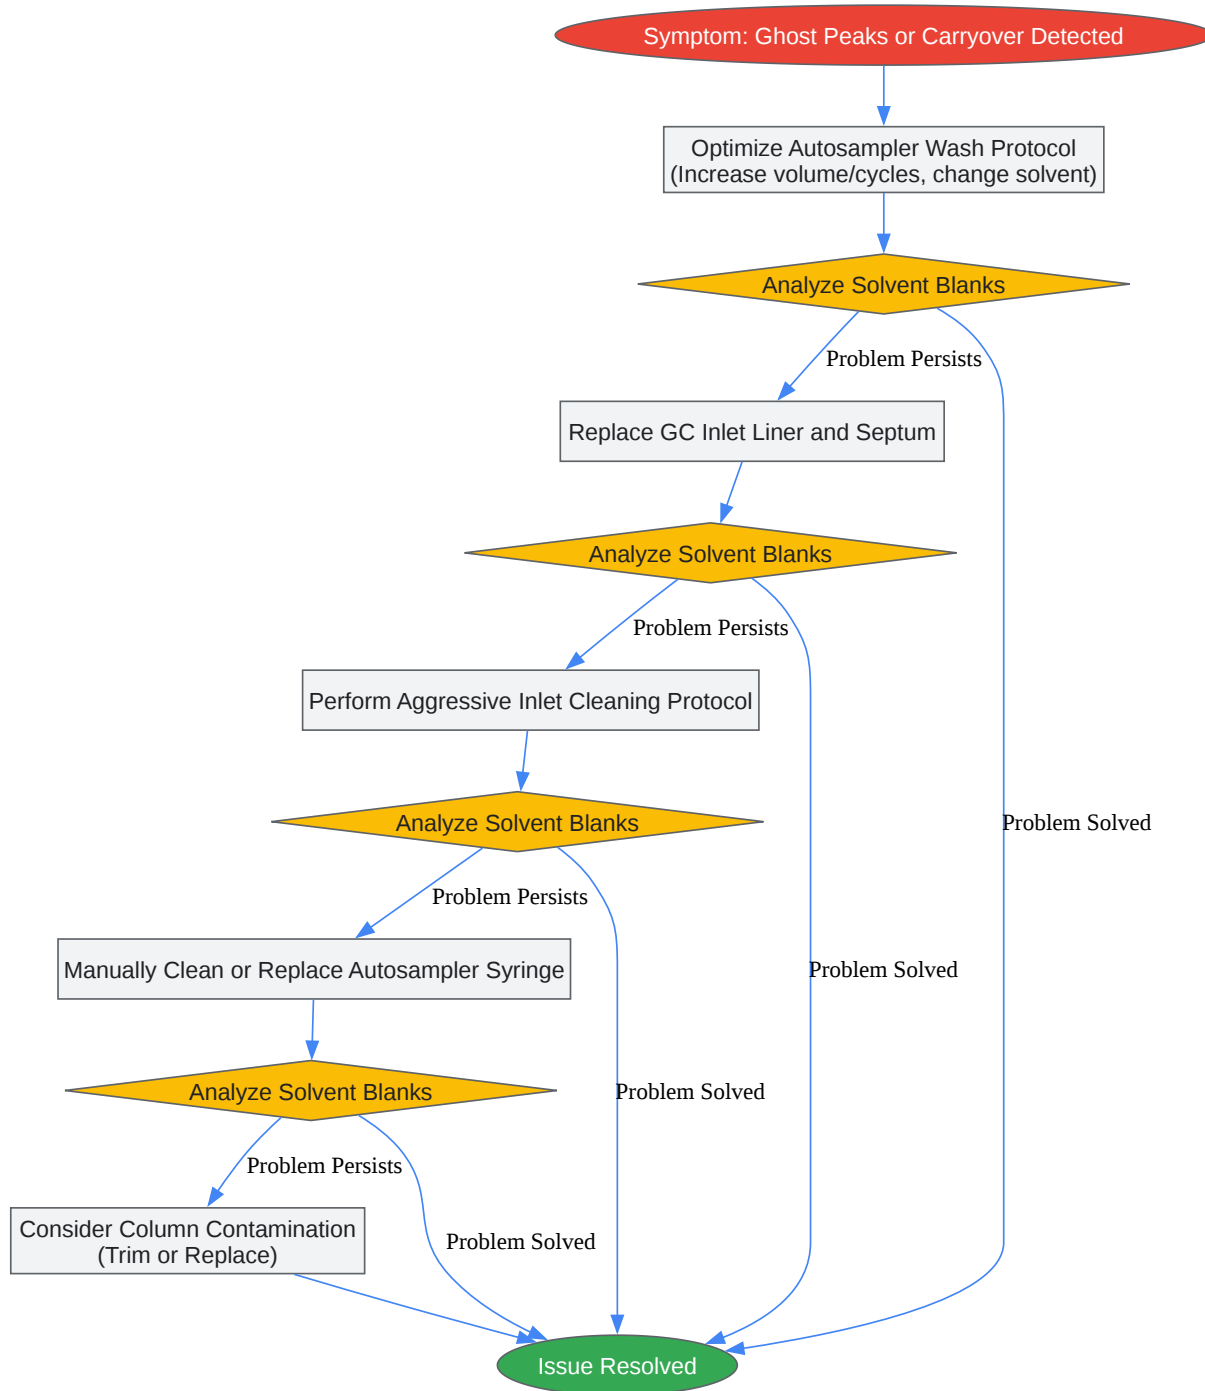 Symptom: Ghost Peaks or Carryover Detected
Optimize Autosampler Wash Protocol
(Increase volume/cycles, change solvent)
Analyze Solvent Blanks
Problem Persists
Replace GC Inlet Liner and Septum
Analyze Solvent Blanks
Problem Persists
Perform Aggressive Inlet Cleaning Protocol
Analyze Solvent Blanks
Problem Solved
Problem Persists
Manually Clean or Replace Autosampler Syringe
Problem Solved
Analyze Solvent Blanks
Problem Solved
Problem Persists
Consider Column Contamination
(Trim or Replace)
Problem Solved
Issue Resolved